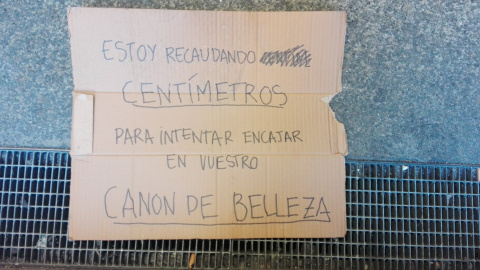 ESTOY RECAUDANDO
CENTÍMETROS
PARA INTENTAR ENCAJAR
EN VUESTRO
CANON DE BELLEZA